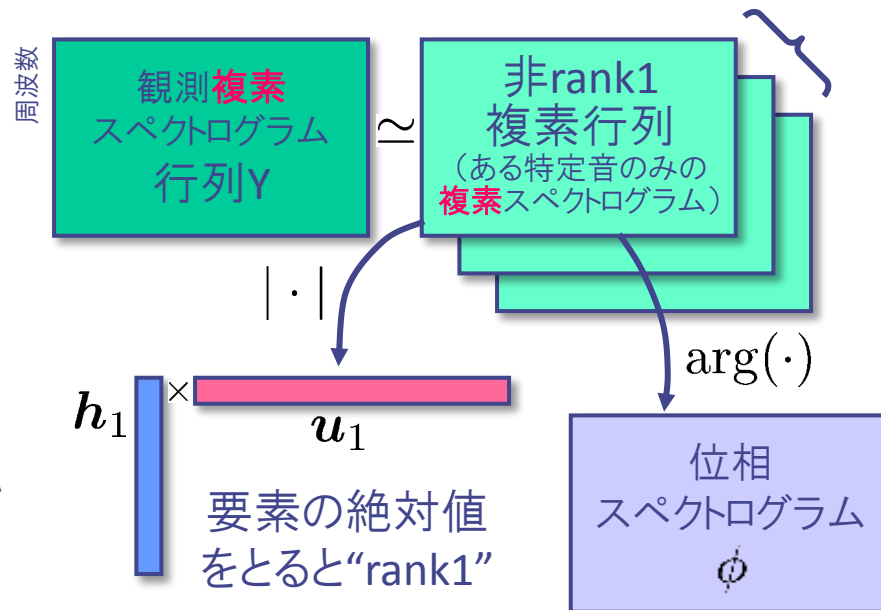 周波数
観測複素
スペクトログラム
行列Y
≃
非rank1
複素行列
（ある特定音のみの
複素スペクトログラム）
|·|
arg(·)
h₁
×
u₁
要素の絶対値
をとると“rank1”
位相
スペクトログラム
ϕ